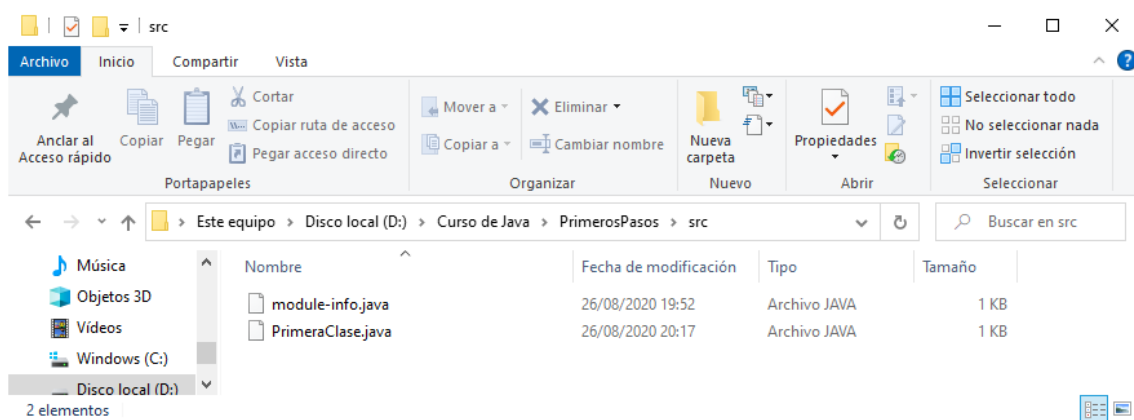 src
Archivo Inicio Compartir Vista
Anclar al
Acceso rápido
Copiar
Pegar
Cortar
Copiar ruta de acceso
Pegar acceso directo
Portapapeles
Mover a
Copiar a
Eliminar
Cambiar nombre
Organizar
Nueva
carpeta
Nuevo
Propiedades
Abrir
Seleccionar todo
No seleccionar nada
Invertir selección
Seleccionar
Este equipo > Disco local (D:) > Curso de Java > PrimerosPasos > src
Buscar en src
Música
Objetos 3D
Vídeos
Windows (C:)
Disco local (D:)
Nombre Fecha de modificación Tipo Tamaño
module-info.java 26/08/2020 19:52 Archivo JAVA 1 KB
PrimeraClase.java 26/08/2020 20:17 Archivo JAVA 1 KB
2 elementos